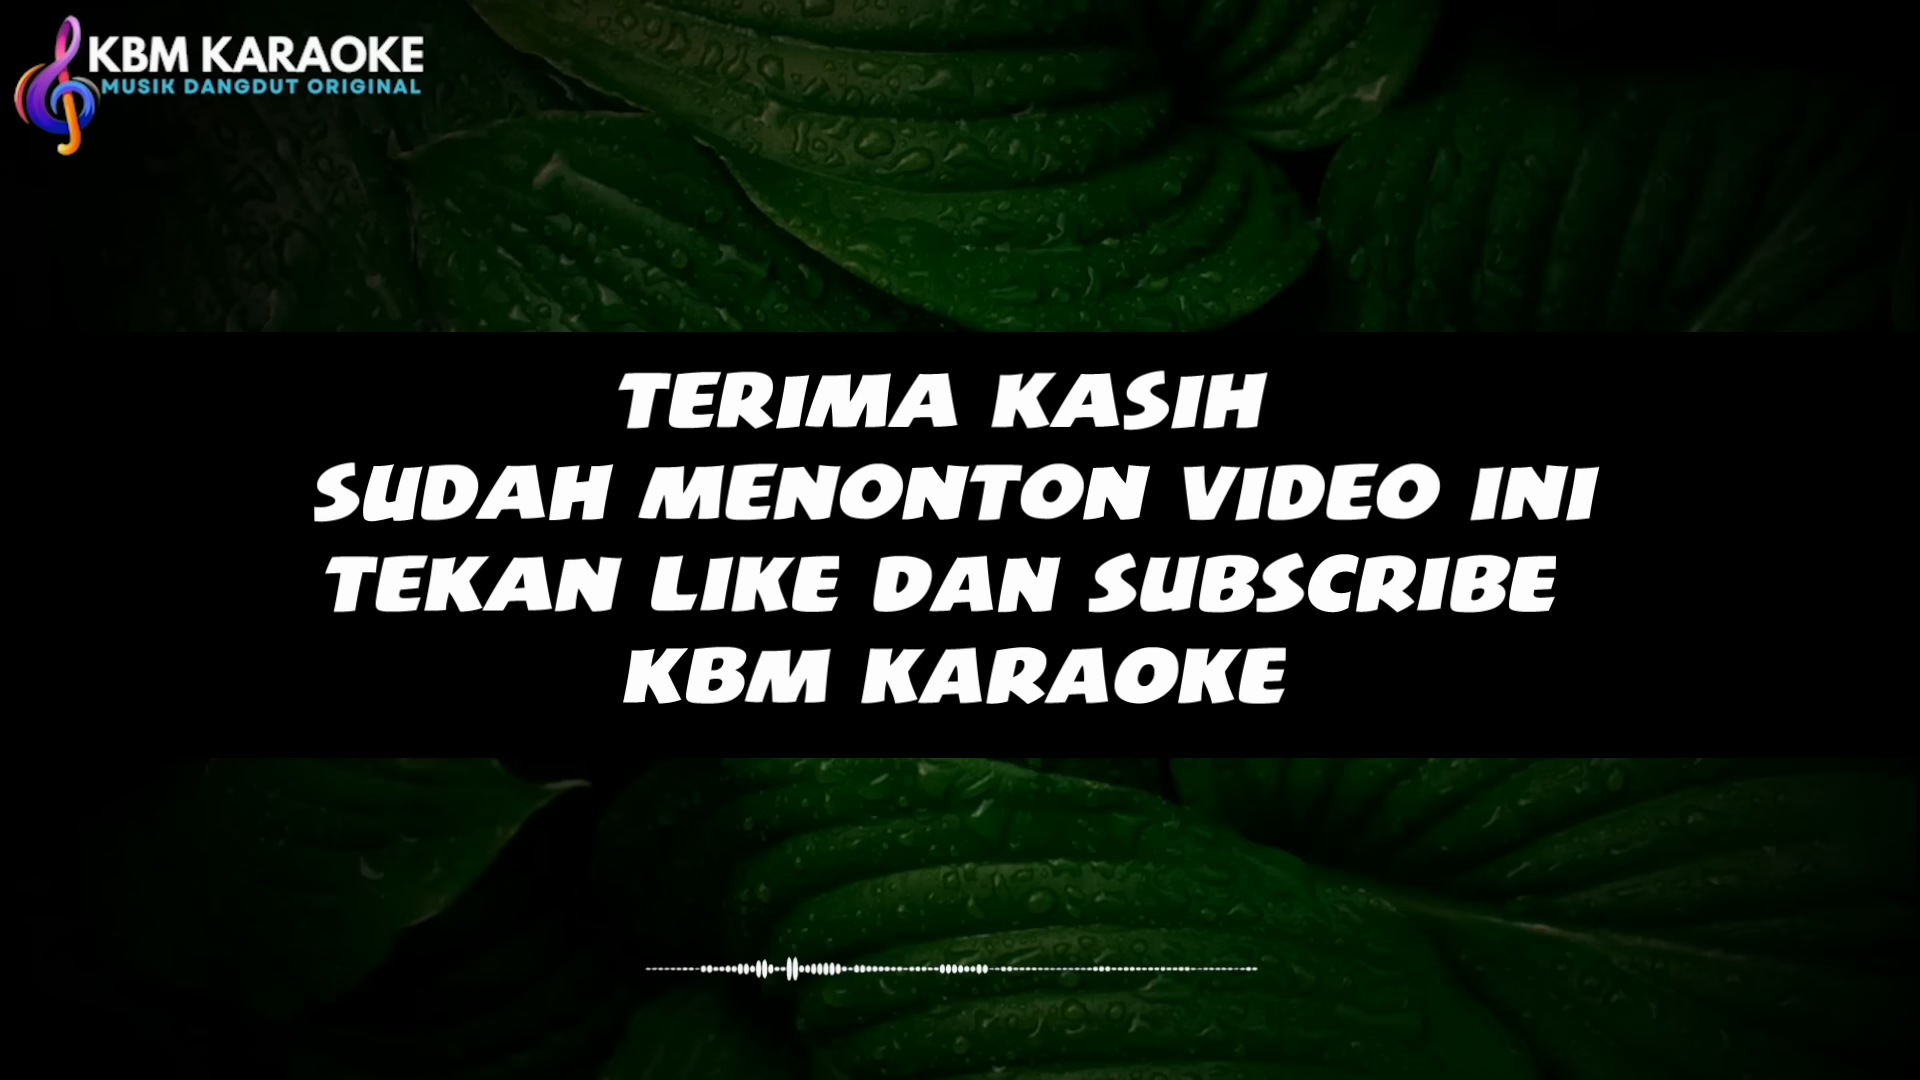 KBM KARAOKE
MUSIK DANGDUT ORIGINAL
TERIMA KASIH
SUDAH MENONTON VIDEO INI
TEKAN LIKE DAN SUBSCRIBE
KBM KARAOKE